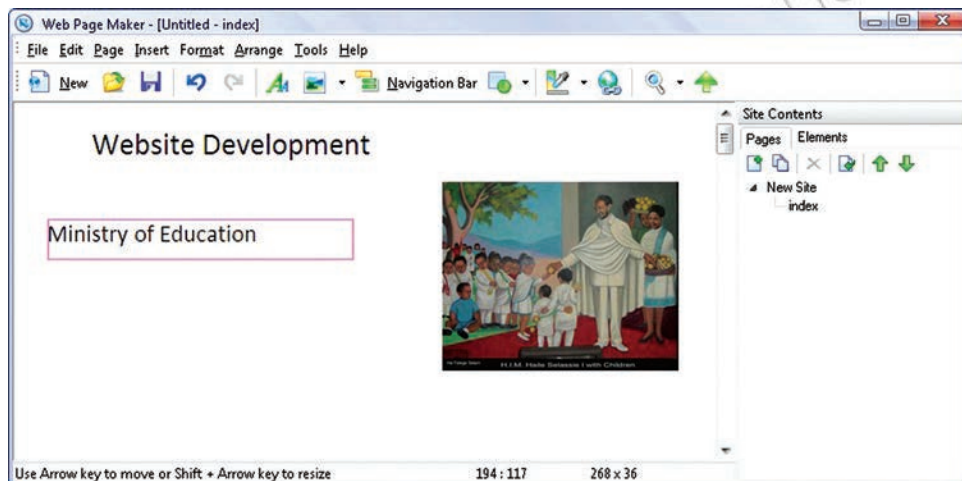 Web Page Maker - [Untitled - index]
File Edit Page Insert Format Arrange Tools Help
New Navigation Bar
Site Contents
Pages Elements
New Site
index
Website Development
Ministry of Education
H.I.M. Haile Selassie I with Children
Use Arrow key to move or Shift + Arrow key to resize 194 : 117 268 x 36